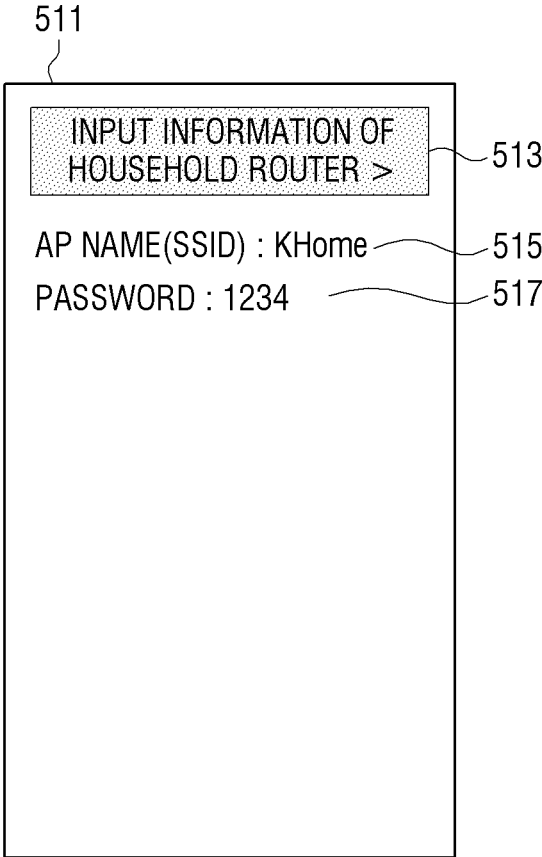 511
INPUT INFORMATION OF
HOUSEHOLD ROUTER >
513
AP NAME(SSID) : KHome
515
PASSWORD : 1234
517